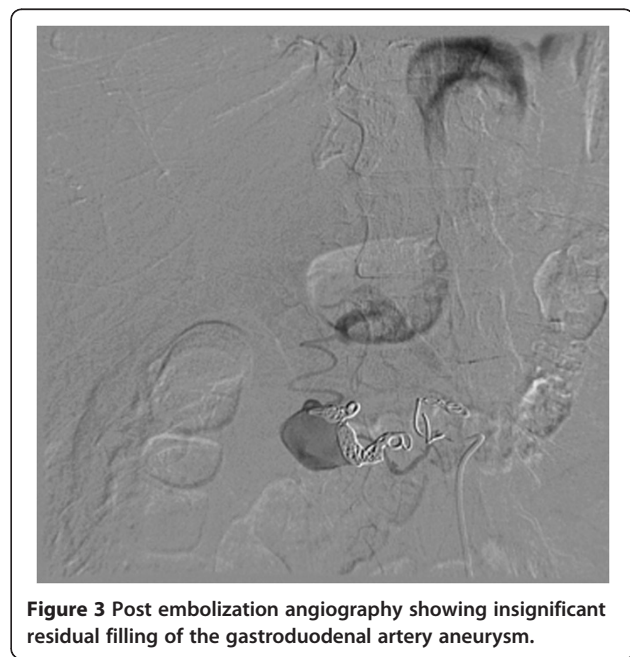 Figure 3 Post embolization angiography showing insignificant
residual filling of the gastroduodenal artery aneurysm.